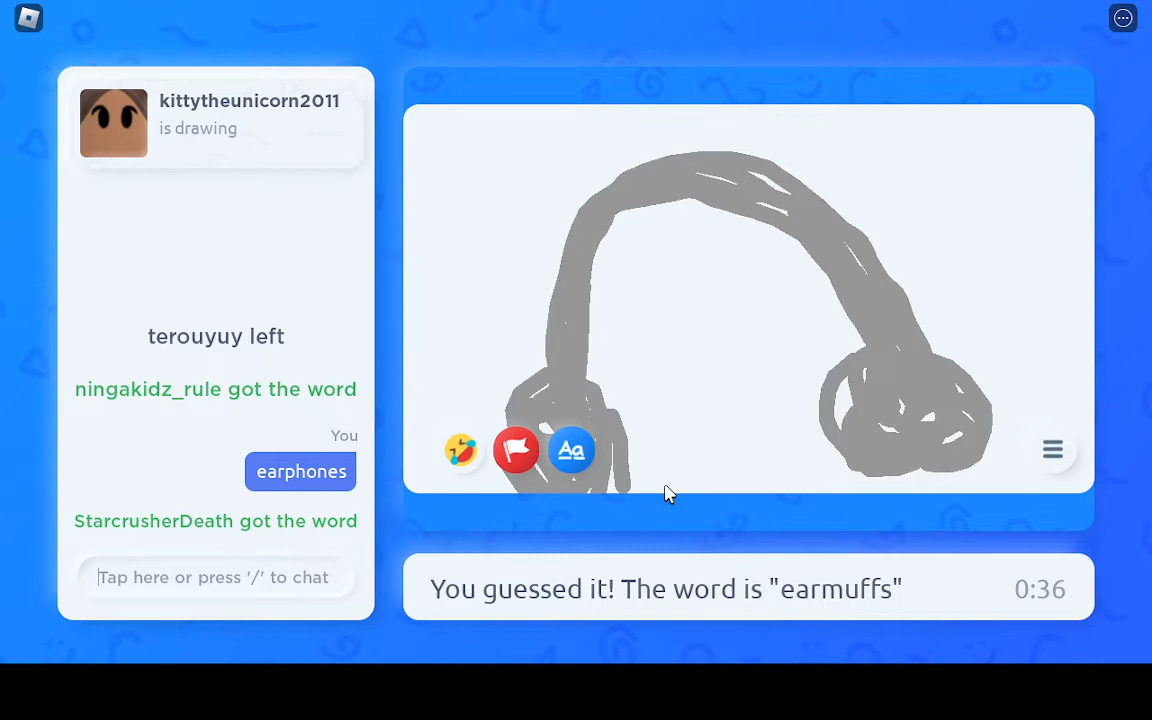 kittytheunicorn2011
is drawing
terouyuy left
ningakidz_rule got the word
You
earphones
StarcrusherDeath got the word
Tap here or press '/' to chat
Aa
You guessed it! The word is "earmuffs"
0:36